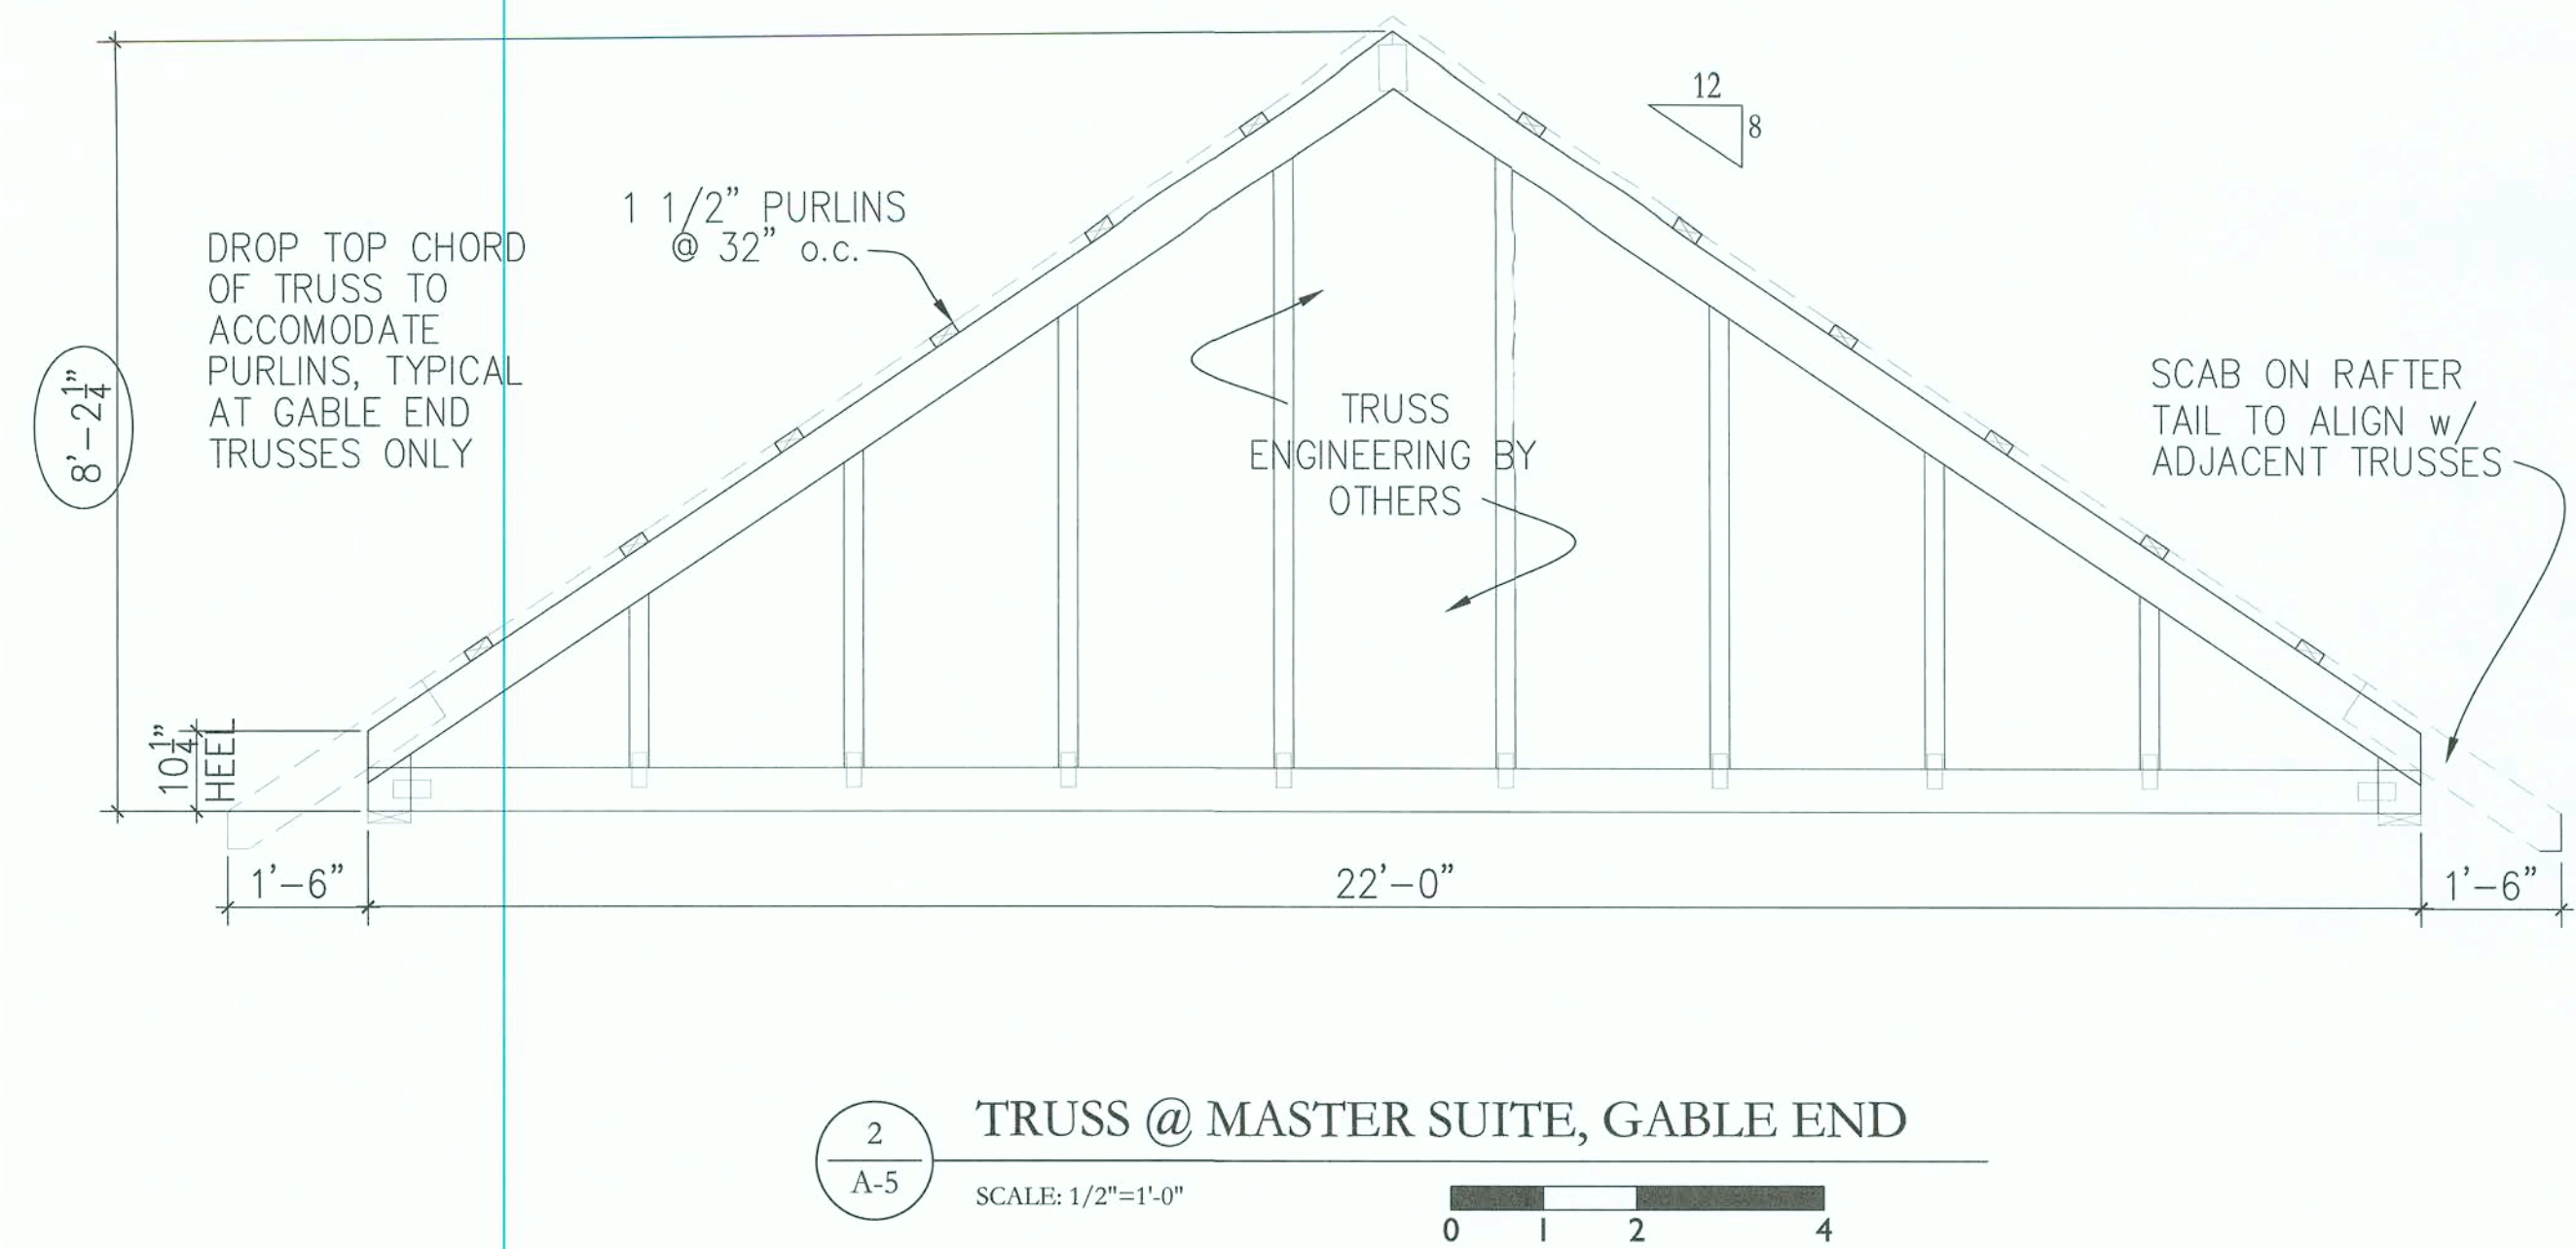 12
8
1 1/2” PURLINS
@ 32” o.c.
DROP TOP CHORD
OF TRUSS TO
ACCOMODATE
PURLINS, TYPICAL
AT GABLE END
TRUSSES ONLY
8’-2 1/4”
TRUSS
ENGINEERING BY
OTHERS
SCAB ON RAFTER
TAIL TO ALIGN w/
ADJACENT TRUSSES
10 1/4”
HEEL
1’-6”
22’-0”
1’-6”
2
A-5
TRUSS @ MASTER SUITE, GABLE END
SCALE: 1/2"=1'-0"
0 1 2 4